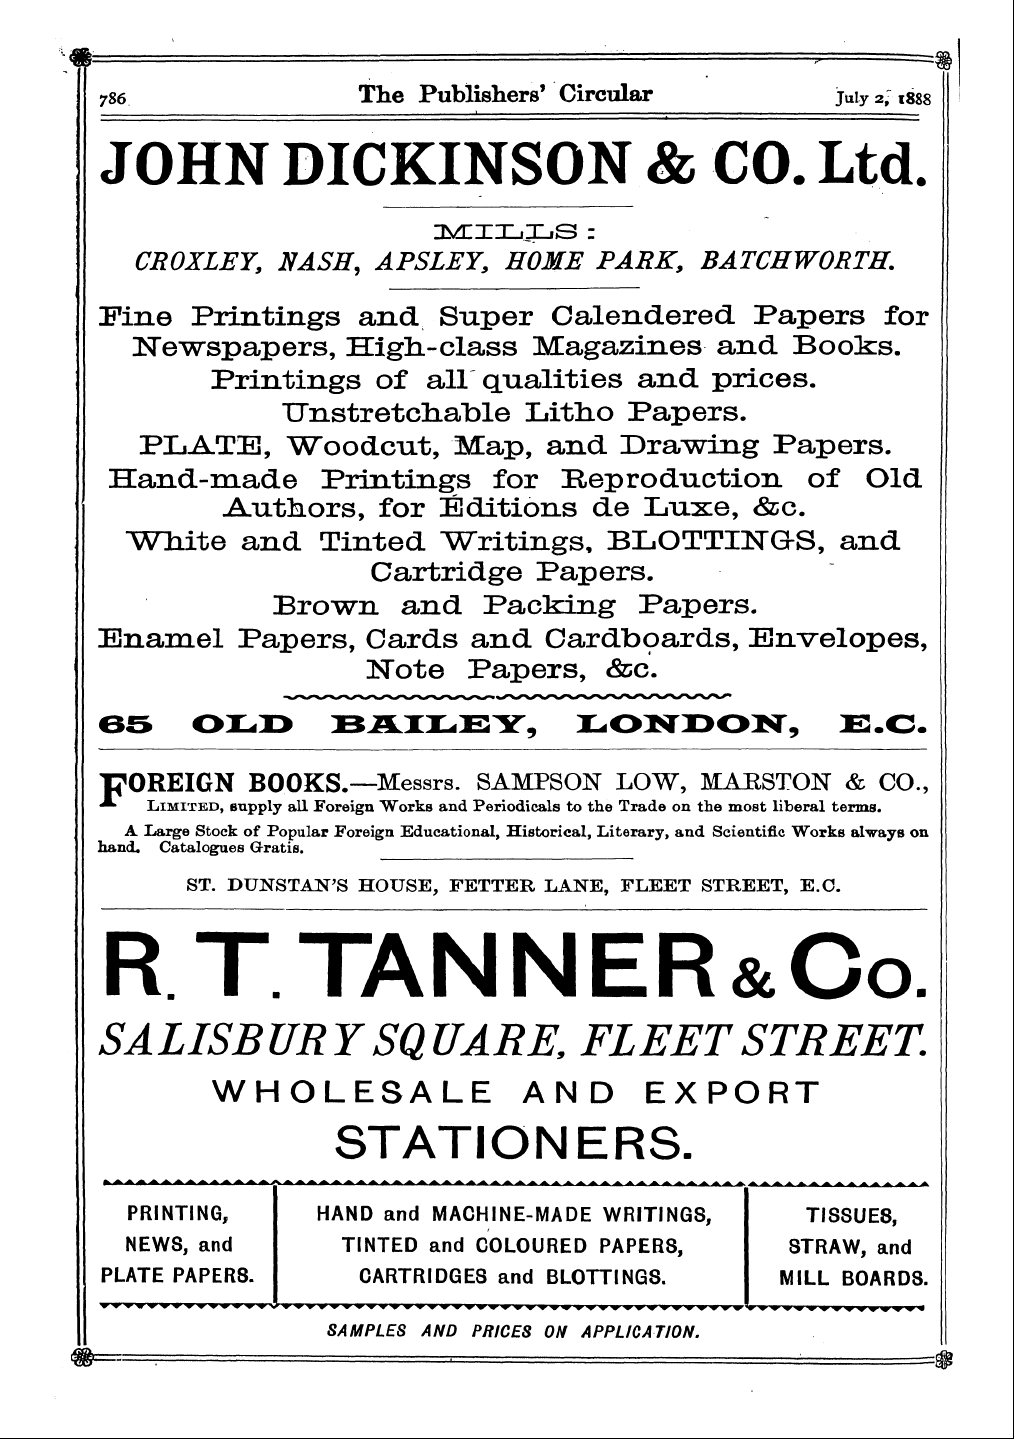 786 The Publishers' Circular July 2, 1888
JOHN DICKINSON & CO. Ltd.
MILLS:
CROXLEY, NASH, APSLEY, HOME PARK, BATCHWORTH.
Fine Printings and Super Calendered Papers for
Newspapers, High-class Magazines and Books.
Printings of all qualities and prices.
Unstretchable Litho Papers.
PLATE, Woodcut, Map, and Drawing Papers.
Hand-made Printings for Reproduction of Old
Authors, for Éditions de Luxe, &c.
White and Tinted Writings, BLOTTINGS, and
Cartridge Papers.
Brown and Packing Papers.
Enamel Papers, Cards and Cardboards, Envelopes,
Note Papers, &c.
65 OLD BAILEY, LONDON, E.C.
FOREIGN BOOKS.—Messrs. SAMPSON LOW, MARSTON & CO.,
LIMITED, supply all Foreign Works and Periodicals to the Trade on the most liberal terms.
A Large Stock of Popular Foreign Educational, Historical, Literary, and Scientific Works always on
hand. Catalogues Gratis.
ST. DUNSTAN'S HOUSE, FETTER LANE, FLEET STREET, E.C.
R. T. TANNER & Co.
SALISBURY SQUARE, FLEET STREET.
WHOLESALE AND EXPORT
STATIONERS.
PRINTING,
NEWS, and
PLATE PAPERS.
HAND and MACHINE-MADE WRITINGS,
TINTED and COLOURED PAPERS,
CARTRIDGES and BLOTTINGS.
TISSUES,
STRAW, and
MILL BOARDS.
SAMPLES AND PRICES ON APPLICATION.